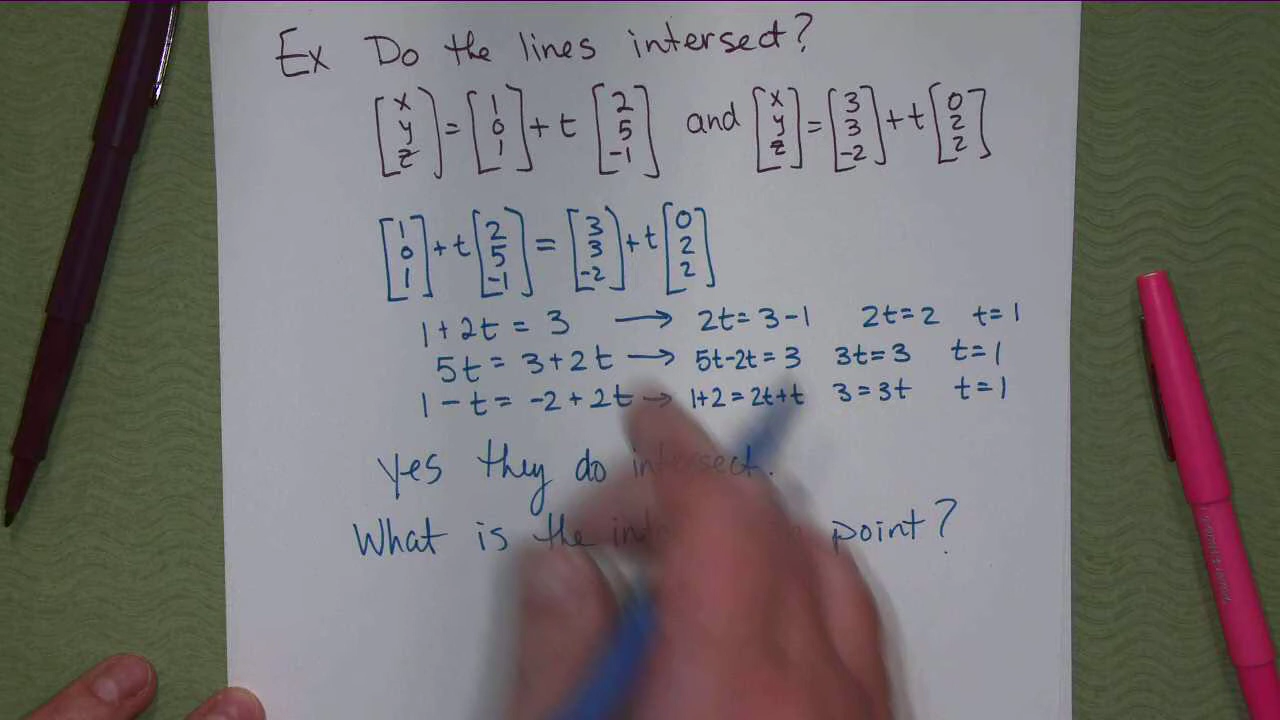 Ex Do the lines intersect?
[x y z] = [1 0 1] + t [2 5 -1] and [x y z] = [3 3 -2] + t [0 2 2]
[1 0 1] + t [2 5 -1] = [3 3 -2] + t [0 2 2]
1 + 2t = 3 → 2t = 3 - 1 2t = 2 t = 1
5t = 3 + 2t → 5t - 2t = 3 3t = 3 t = 1
1 - t = -2 + 2t → 1 + 2 = 2t + t 3 = 3t t = 1
yes they do intersect.
What is the point?